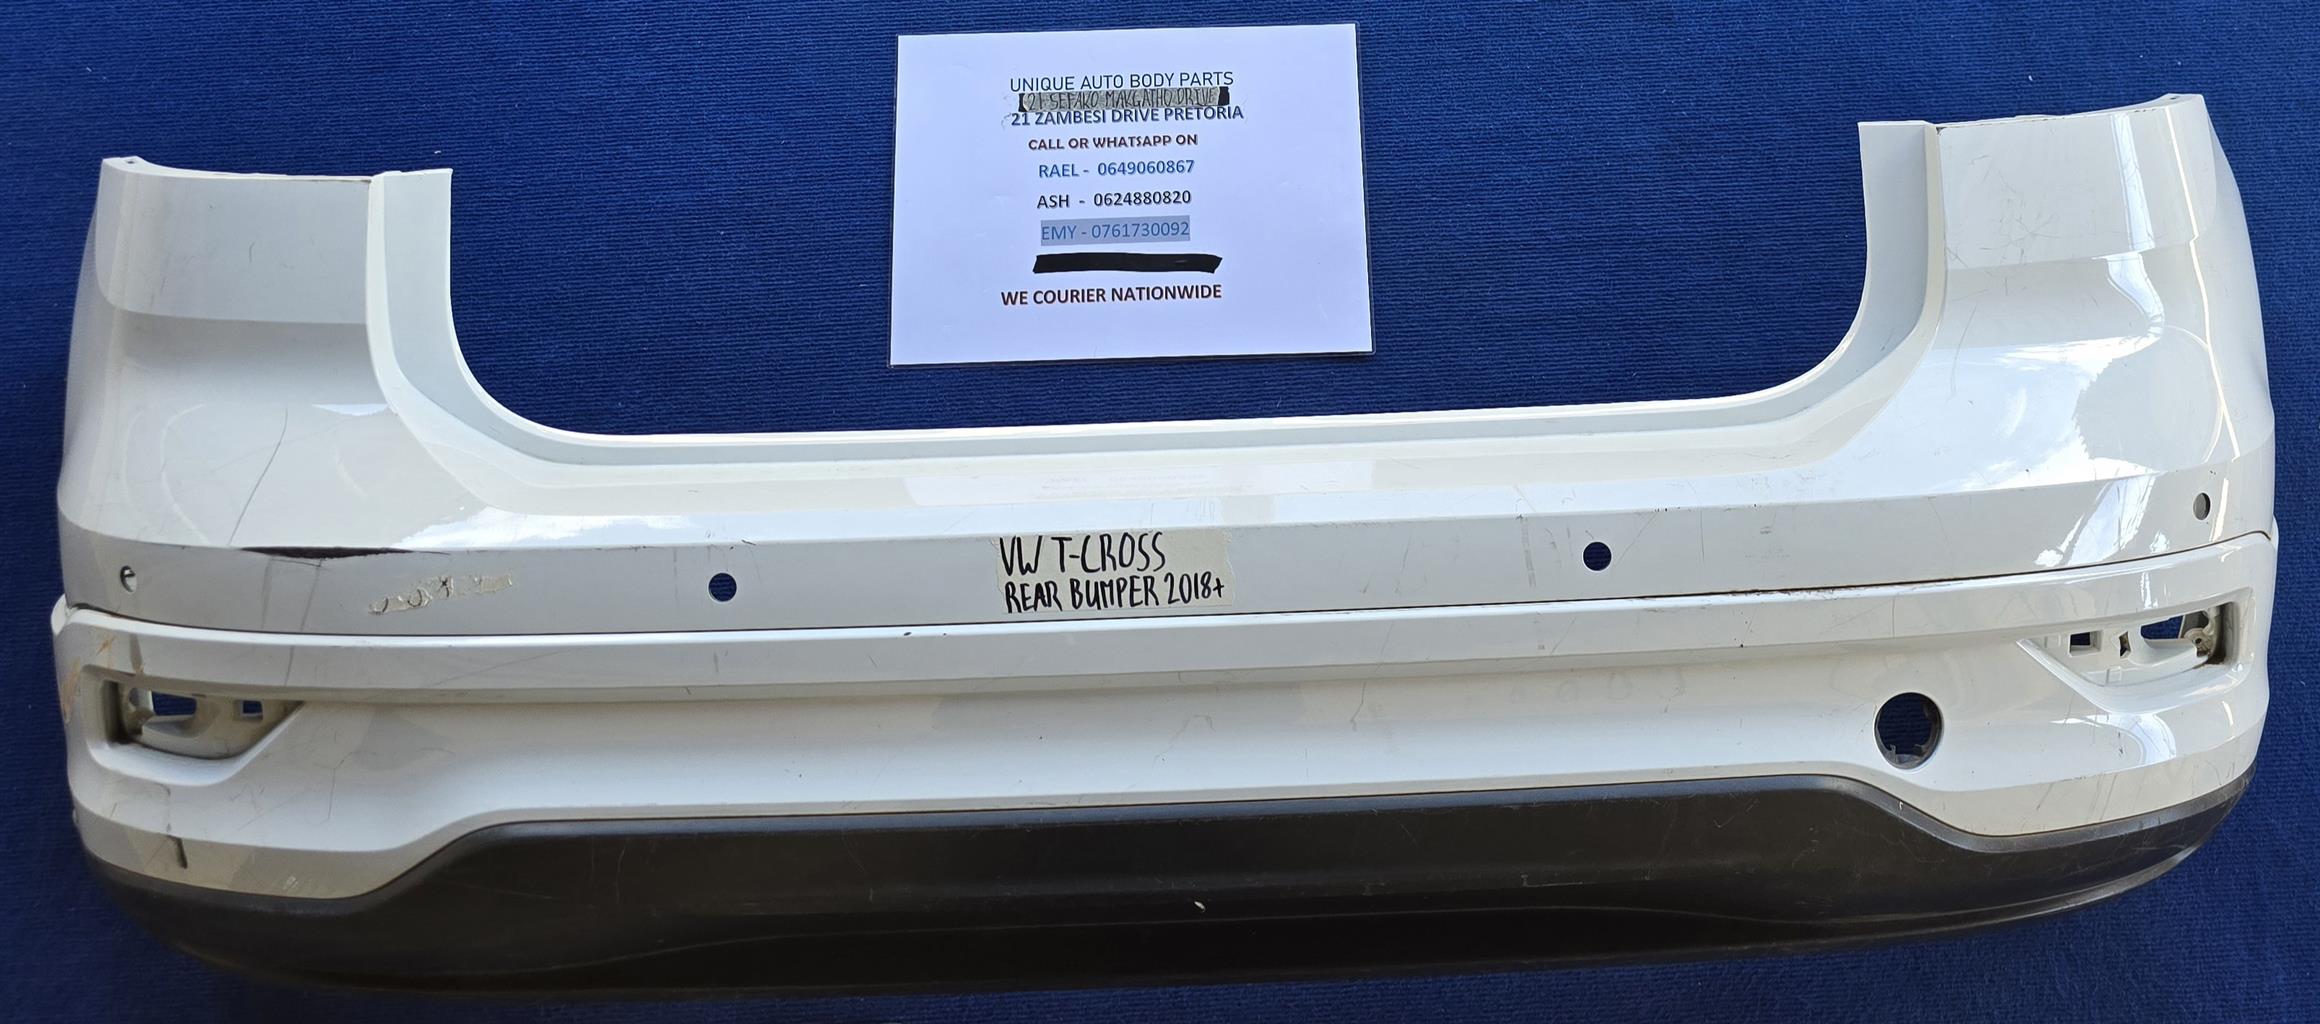 UNIQUE AUTO BODY PARTS
21 SEFAKO MAKGATHO DRIVE
21 ZAMBESI DRIVE PRETORIA
CALL OR WHATSAPP ON
RAEL - 0649060867
ASH - 0624880820
EMY - 0761730092
WE COURIER NATIONWIDE
VW T-CROSS
REAR BUMPER 2018+